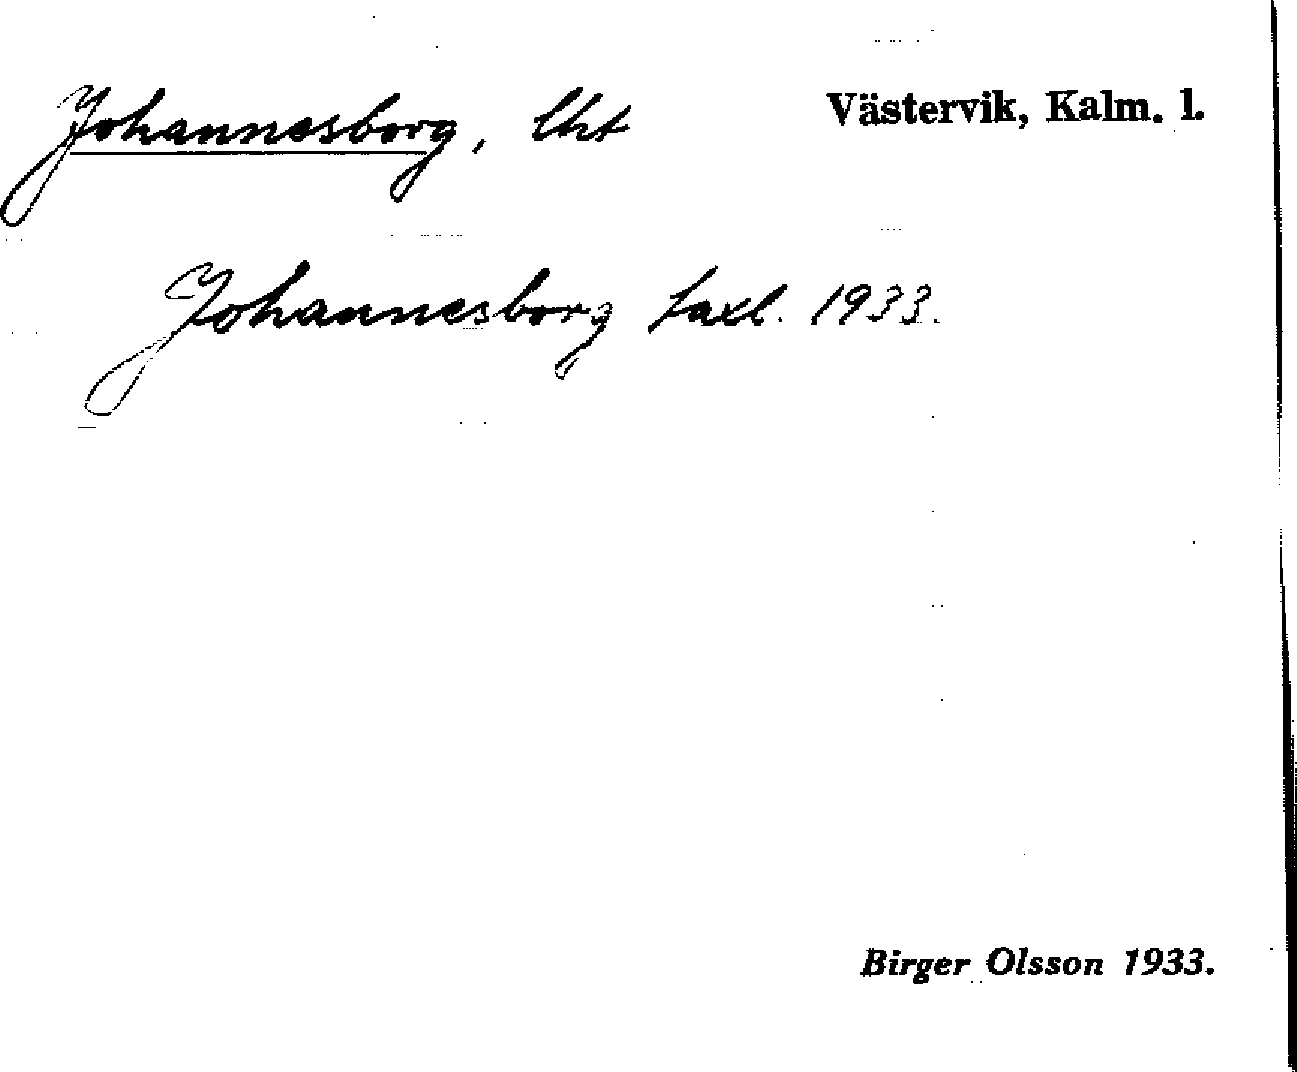 Johannesborg, lht Västervik, Kalm. l.
Johannesborg taxl. 1933.
Birger Olsson 1933.